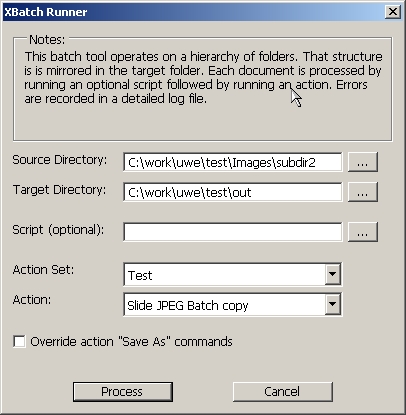 XBatch Runner
Notes:
This batch tool operates on a hierarchy of folders. That structure
is is mirrored in the target folder. Each document is processed by
running an optional script followed by running an action. Errors
are recorded in a detailed log file.
Source Directory: C:\work\uwe\test\Images\subdir2 ...
Target Directory: C:\work\uwe\test\out ...
Script (optional): ...
Action Set: Test
Action: Slide JPEG Batch copy
Override action "Save As" commands
Process Cancel